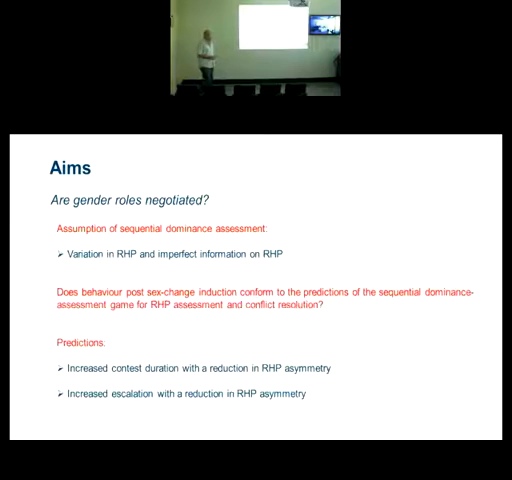 Aims
Are gender roles negotiated?
Assumption of sequential dominance assessment:
➢ Variation in RHP and imperfect information on RHP
Does behaviour post sex-change induction conform to the predictions of the sequential dominance-
assessment game for RHP assessment and conflict resolution?
Predictions:
➢ Increased contest duration with a reduction in RHP asymmetry
➢ Increased escalation with a reduction in RHP asymmetry